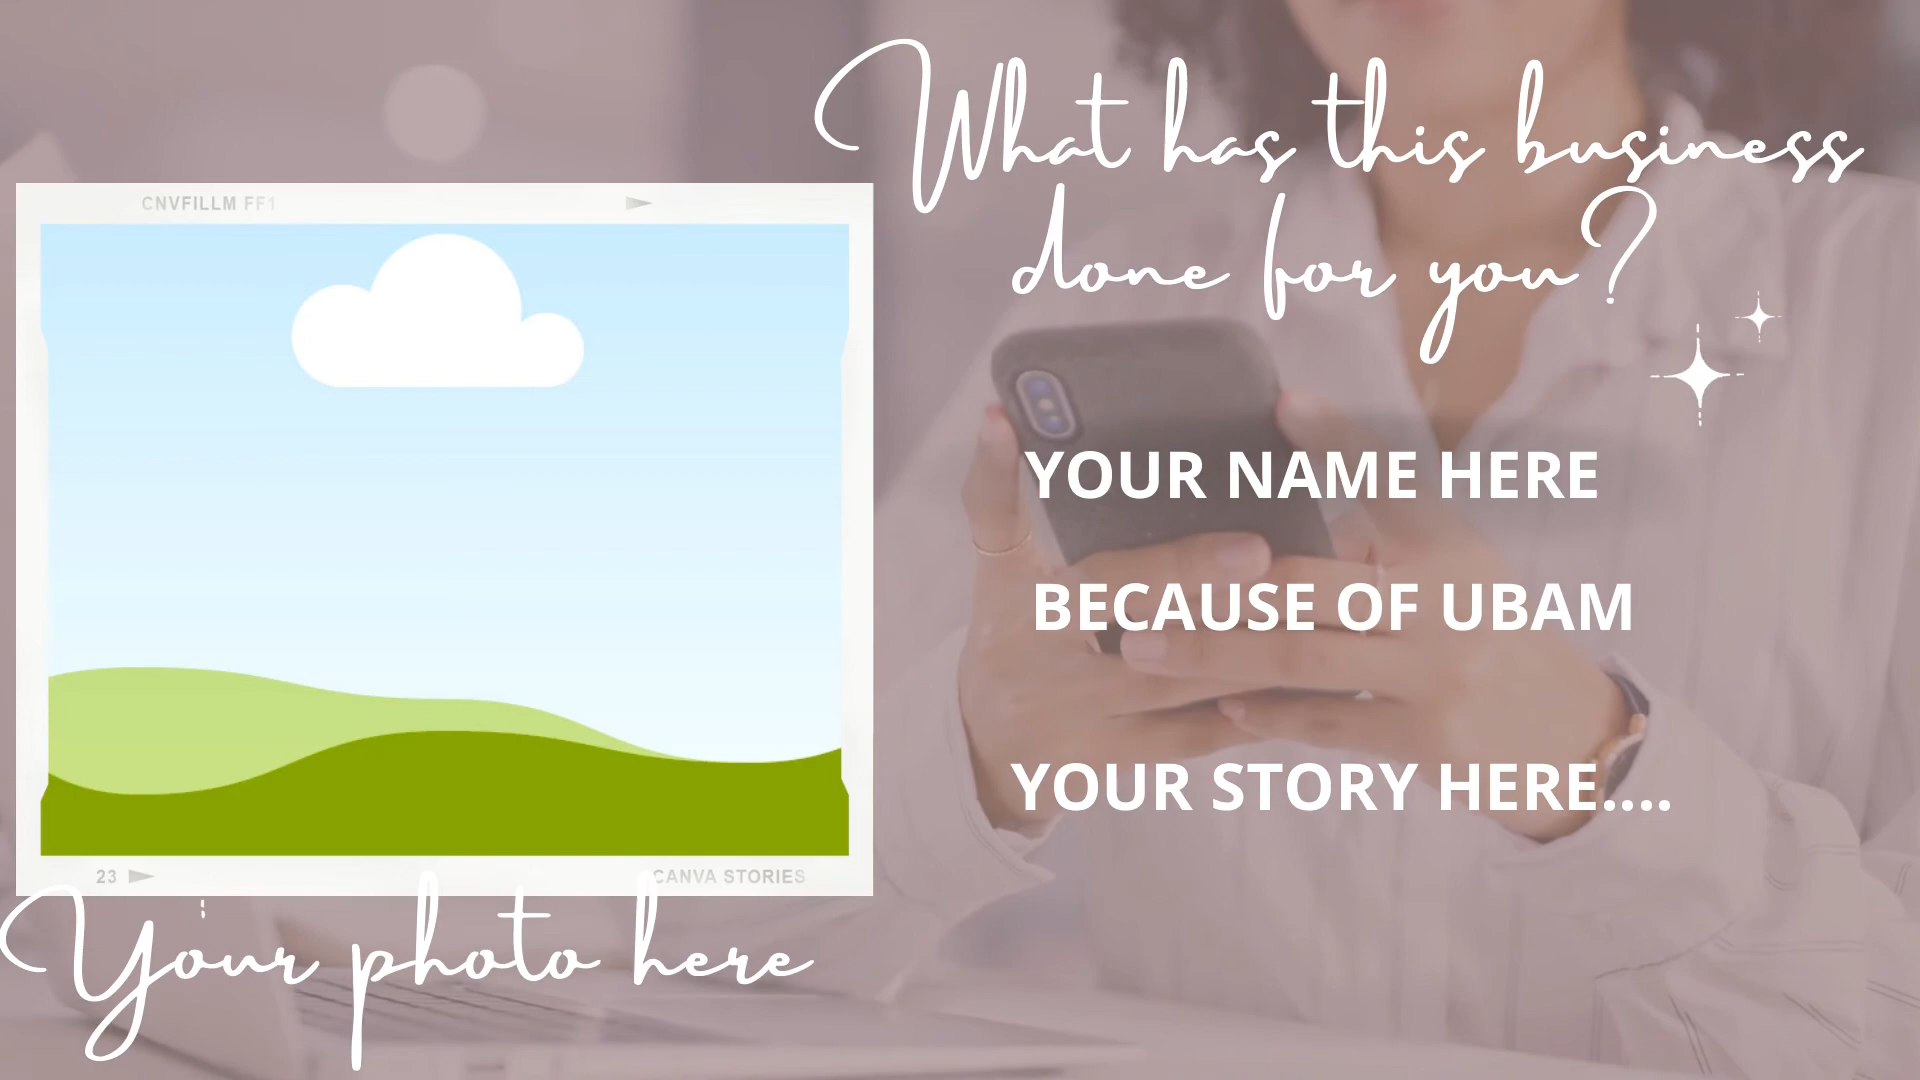 What has this business
done for you?
CNVFILLM FF1
YOUR NAME HERE
BECAUSE OF UBAM
YOUR STORY HERE....
23
CANVA STORIES
Your photo here